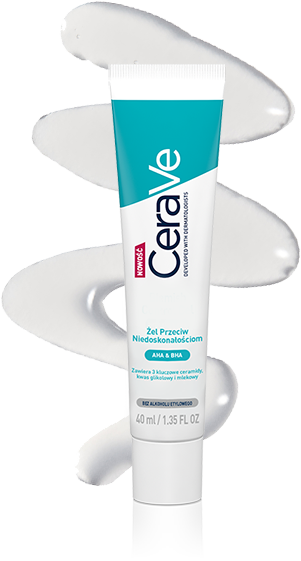 NOWOŚĆ
CeraVe
DEVELOPED WITH DERMATOLOGISTS
Żel Przeciw
Niedoskonałościom
AHA & BHA
Zawiera 3 kluczowe ceramidy,
kwas glikolowy i mlekowy
BEZ ALKOHOLU ETYLOWEGO
40 ml / 1.35 FL OZ